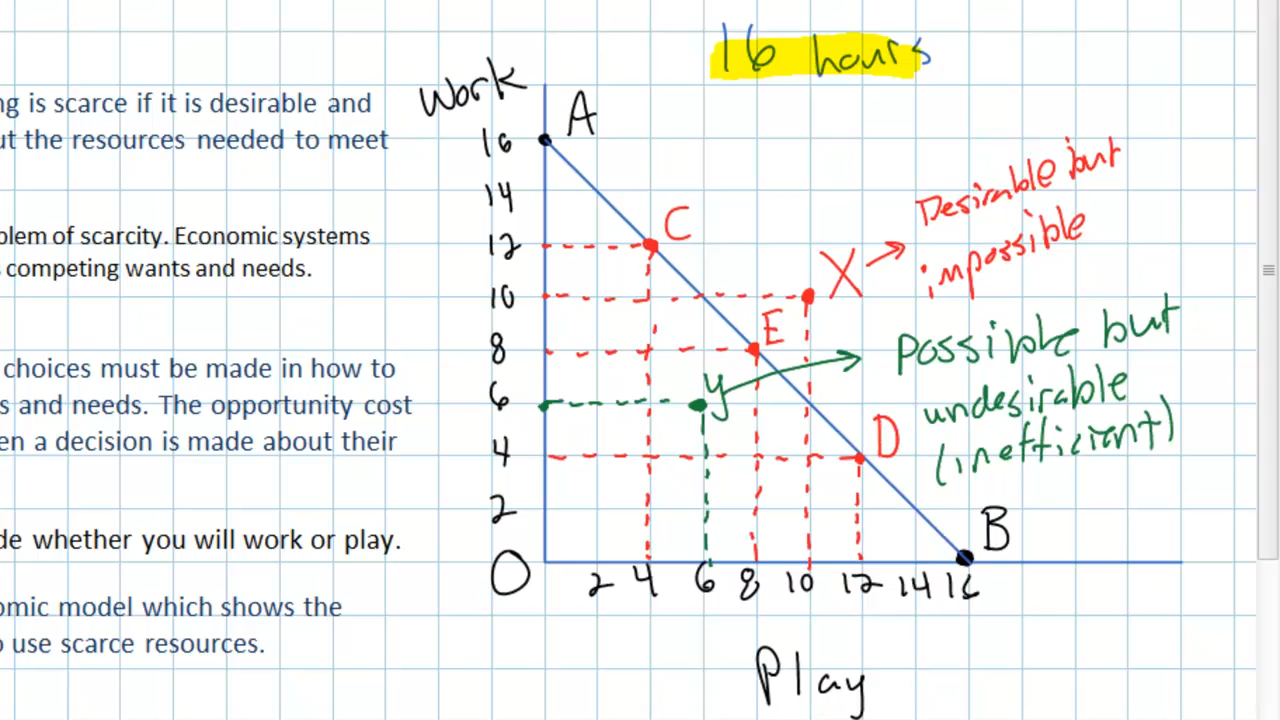 16 hours
ng is scarce if it is desirable and
ut the resources needed to meet
blem of scarcity. Economic systems
s competing wants and needs.
choices must be made in how to
s and needs. The opportunity cost
en a decision is made about their
de whether you will work or play.
omic model which shows the
o use scarce resources.
Work
A
16
14
12
10
8
6
4
2
O
C
X
Desirable but
impossible
E
y
Possible but
undesirable
(inefficient)
D
B
2 4 6 8 10 12 14 16
Play